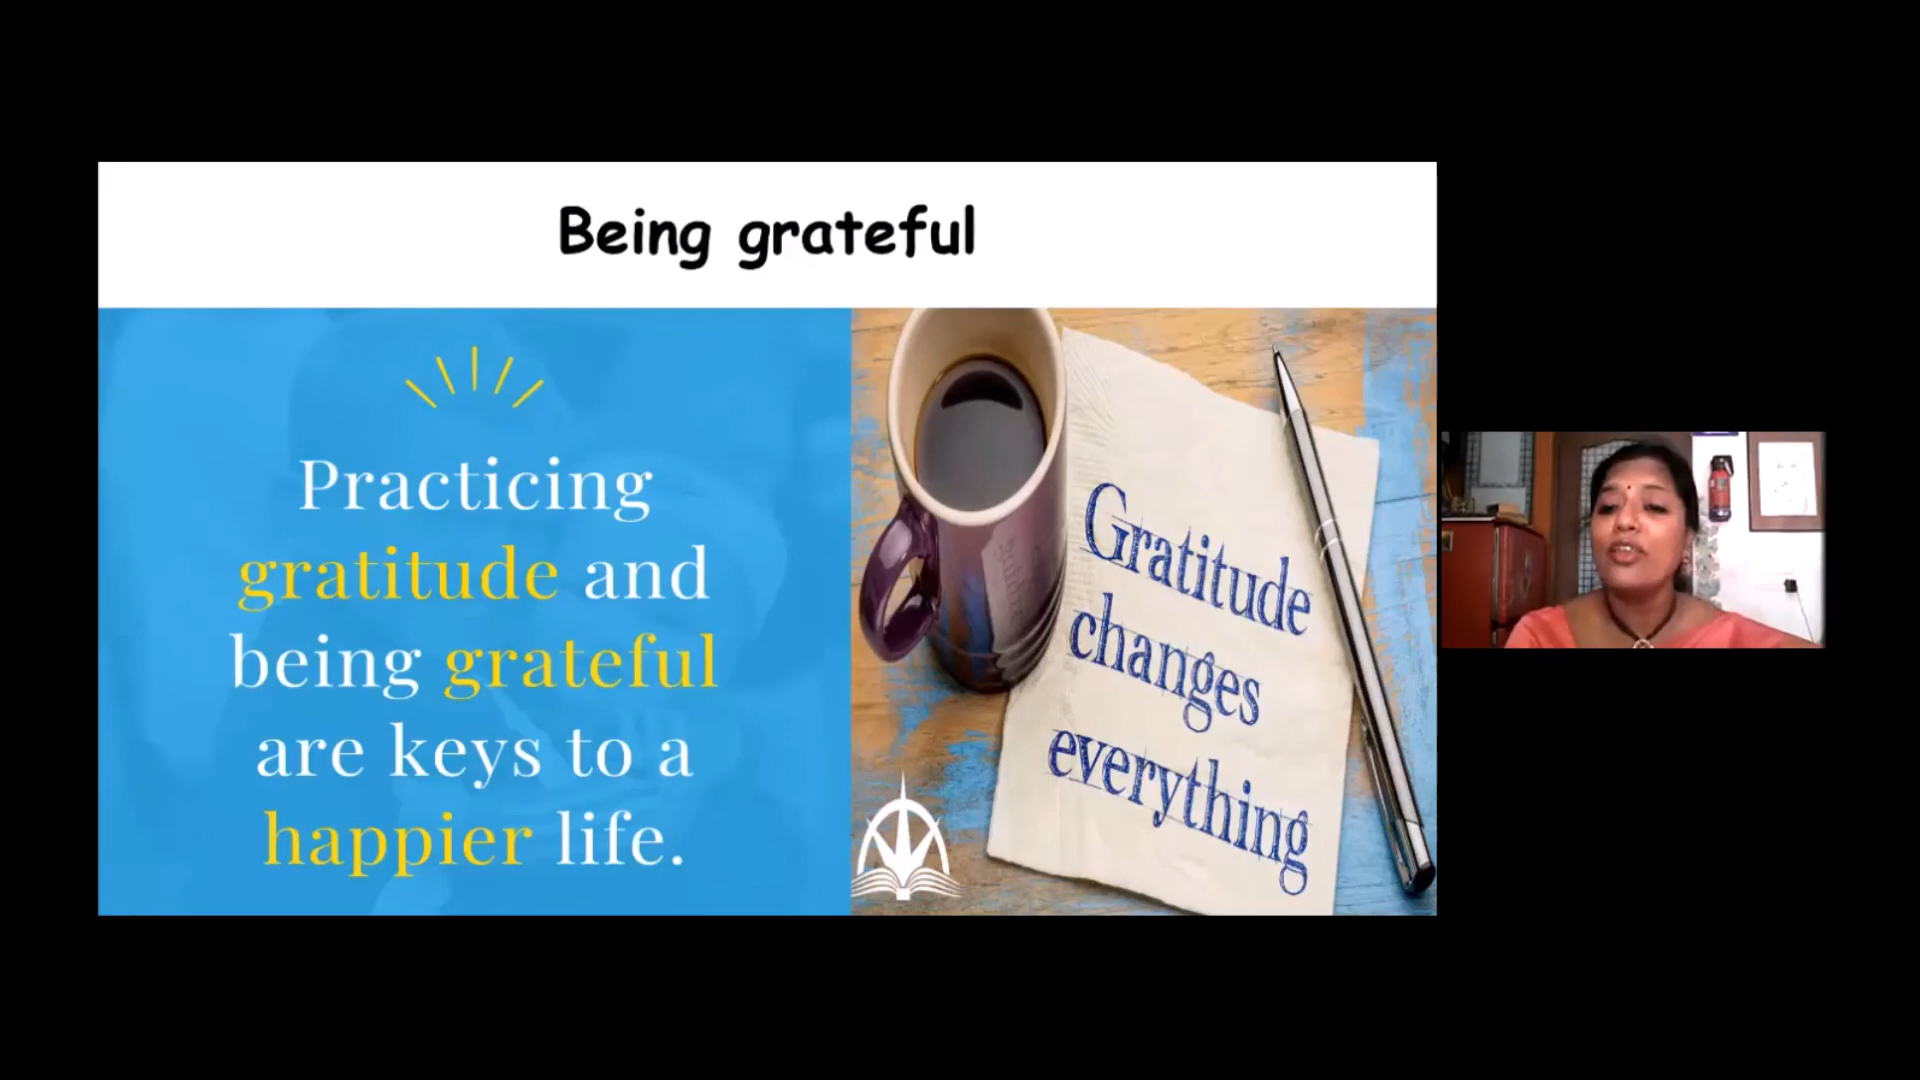 Being grateful
Practicing
gratitude and
being grateful
are keys to a
happier life.
Gratitude
changes
everything